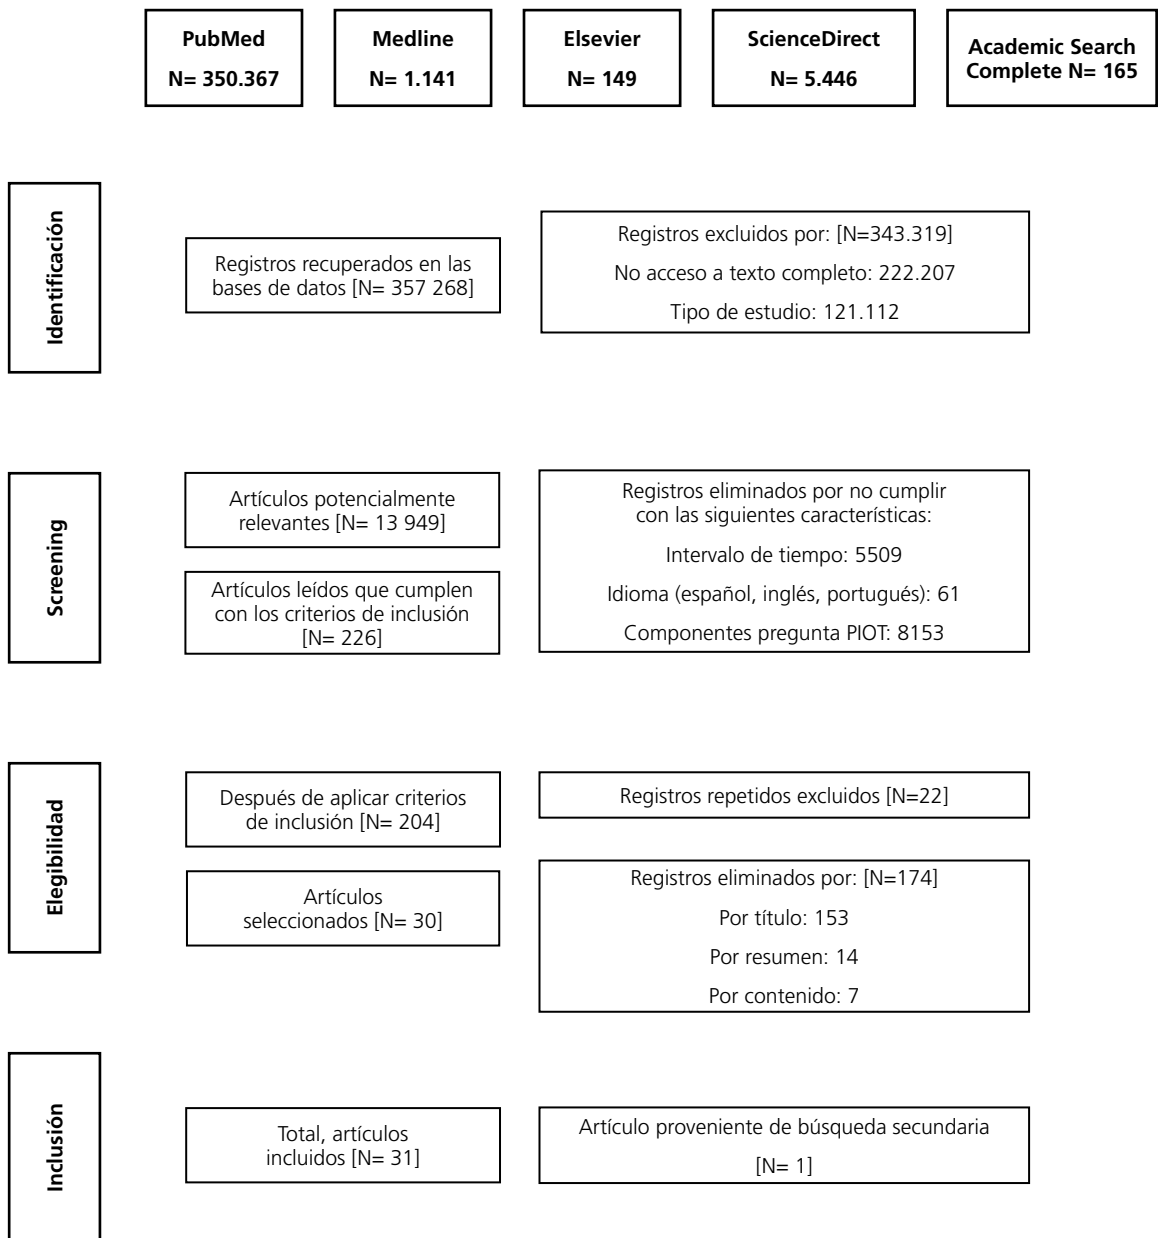 PubMed
N= 350.367
Medline
N= 1.141
Elsevier
N= 149
ScienceDirect
N= 5.446
Academic Search
Complete N= 165
Identificación
Registros recuperados en las
bases de datos [N= 357 268]
Registros excluidos por: [N=343.319]
No acceso a texto completo: 222.207
Tipo de estudio: 121.112
Screening
Artículos potencialmente
relevantes [N= 13 949]
Artículos leídos que cumplen
con los criterios de inclusión
[N= 226]
Registros eliminados por no cumplir
con las siguientes características:
Intervalo de tiempo: 5509
Idioma (español, inglés, portugués): 61
Componentes pregunta PIOT: 8153
Elegibilidad
Después de aplicar criterios
de inclusión [N= 204]
Artículos
seleccionados [N= 30]
Registros repetidos excluidos [N=22]
Registros eliminados por: [N=174]
Por título: 153
Por resumen: 14
Por contenido: 7
Inclusión
Total, artículos
incluidos [N= 31]
Artículo proveniente de búsqueda secundaria
[N= 1]